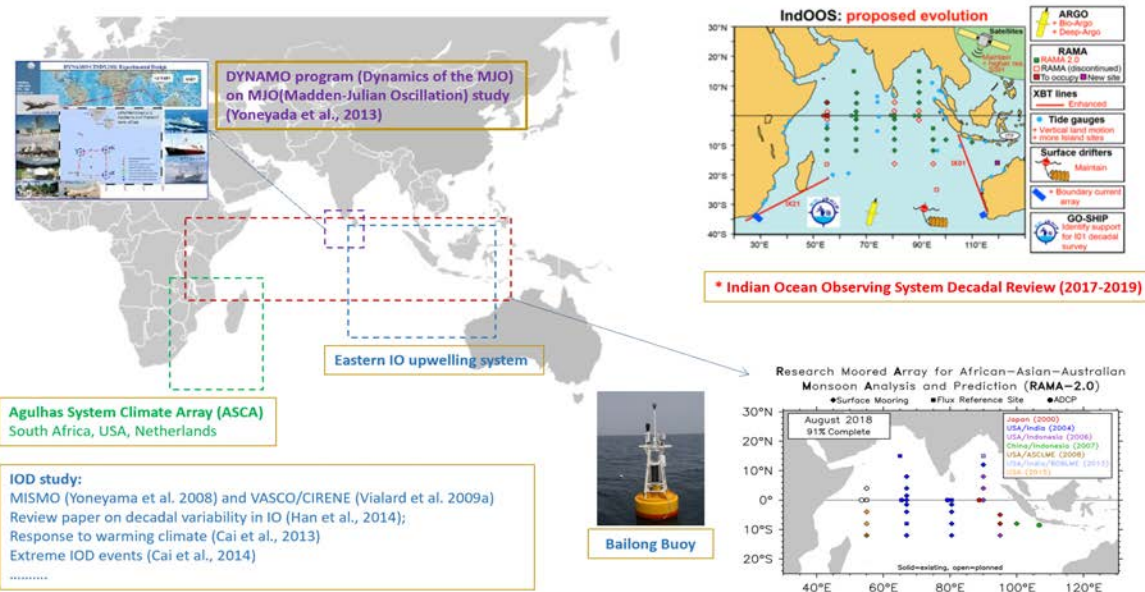 DYNAMO program (Dynamics of the MJO)
on MJO(Madden-Julian Oscillation) study
(Yoneyada et al., 2013)
Eastern IO upwelling system
Agulhas System Climate Array (ASCA)
South Africa, USA, Netherlands
IOD study:
MISMO (Yoneyama et al. 2008) and VASCO/CIRENE (Vialard et al. 2009a)
Review paper on decadal variability in IO (Han et al., 2014);
Response to warming climate (Cai et al., 2013)
Extreme IOD events (Cai et al., 2014)
..........
Bailong Buoy
IndOOS: proposed evolution
30°N
20°N
10°N
0°
10°S
20°S
30°S
40°S
30°E
50°E
70°E
90°E
110°E
Satellites
Maintain
IX01
IX21
ARGO
+ Bio-Argo
+ Deep-Argo
RAMA
RAMA 2.0
RAMA (discontinued)
To occupy
New site
XBT lines
Enhanced
Tide gauges
+ Vertical land motion
+ more Island sites
Surface drifters
Maintain
+ Boundary current
array
GO-SHIP
Identify support
for I01 decadal
survey
* Indian Ocean Observing System Decadal Review (2017-2019)
Research Moored Array for African-Asian-Australian
Monsoon Analysis and Prediction (RAMA-2.0)
Surface Mooring
Flux Reference Site
ADCP
August 2018
91% Complete
Japan (2000)
USA/India (2004)
USA/Indonesia (2006)
China/Indonesia (2007)
USA/ASCLME (2008)
USA (2015)
30°N
20°N
10°N
0°
10°S
20°S
Solid=existing, open=planned
40°E
60°E
80°E
100°E
120°E